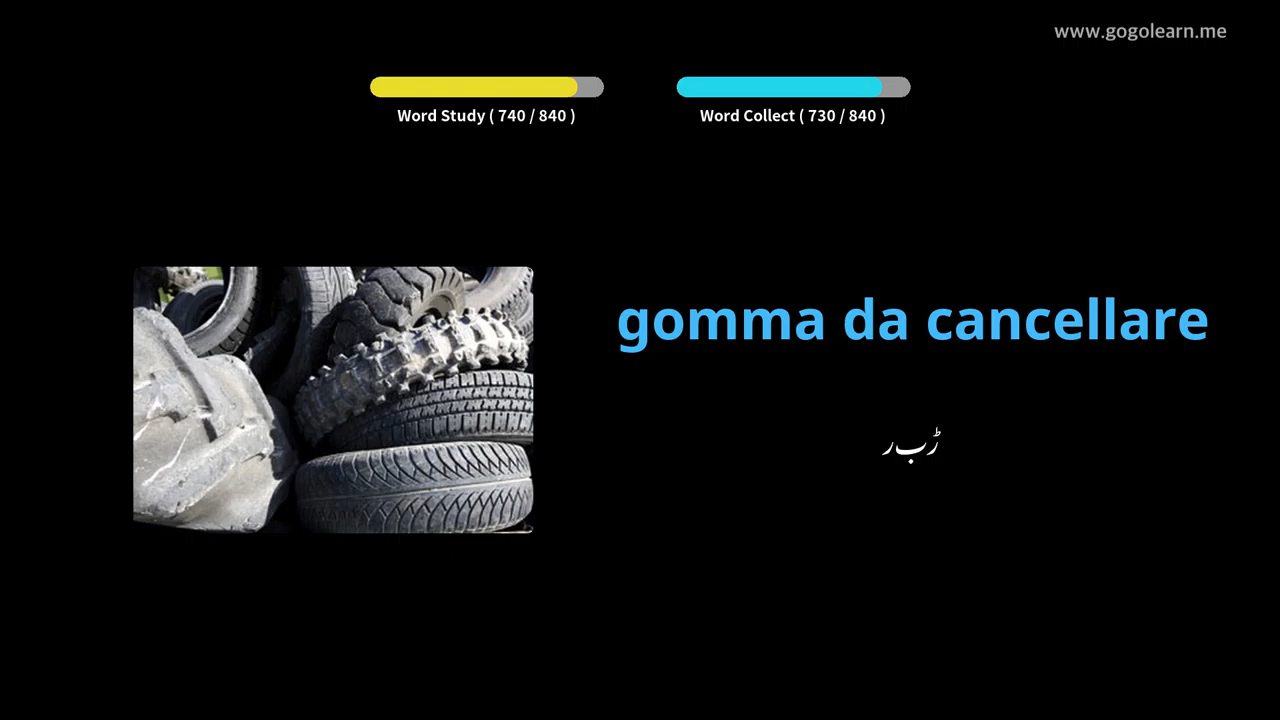 www.gogolearn.me
Word Study ( 740 / 840 )
Word Collect ( 730 / 840 )
gomma da cancellare
ڑبر